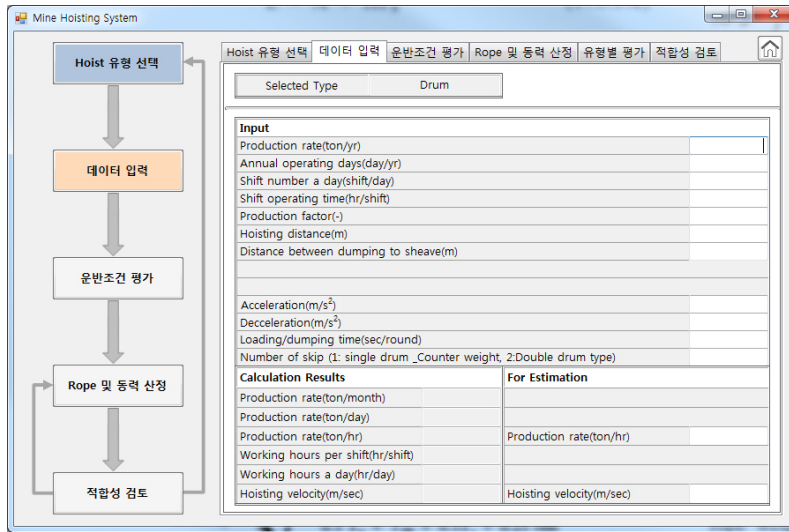 Mine Hoisting System
Hoist 유형 선택
데이터 입력
운반조건 평가
Rope 및 동력 산정
적합성 검토
Hoist 유형 선택 데이터 입력 운반조건 평가 Rope 및 동력 산정 유형별 평가 적합성 검토
Selected Type Drum
Input
Production rate(ton/yr)
Annual operating days(day/yr)
Shift number a day(shift/day)
Shift operating time(hr/shift)
Production factor(-)
Hoisting distance(m)
Distance between dumping to sheave(m)
Acceleration(m/s²)
Decceleration(m/s²)
Loading/dumping time(sec/round)
Number of skip (1: single drum _Counter weight, 2:Double drum type)
Calculation Results For Estimation
Production rate(ton/month)
Production rate(ton/day)
Production rate(ton/hr) Production rate(ton/hr)
Working hours per shift(hr/shift)
Working hours a day(hr/day)
Hoisting velocity(m/sec) Hoisting velocity(m/sec)